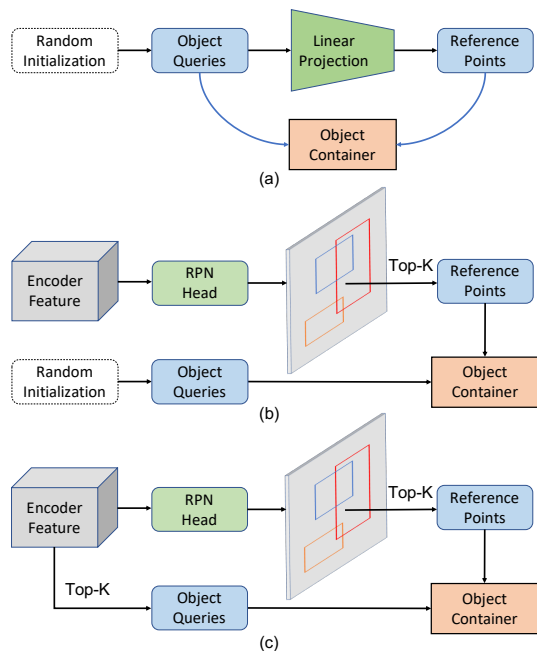 Random
Initialization
Object
Queries
Linear
Projection
Reference
Points
Object
Container
(a)
Encoder
Feature
RPN
Head
Top-K
Reference
Points
Random
Initialization
Object
Queries
Object
Container
(b)
Encoder
Feature
RPN
Head
Top-K
Reference
Points
Top-K
Object
Queries
Object
Container
(c)